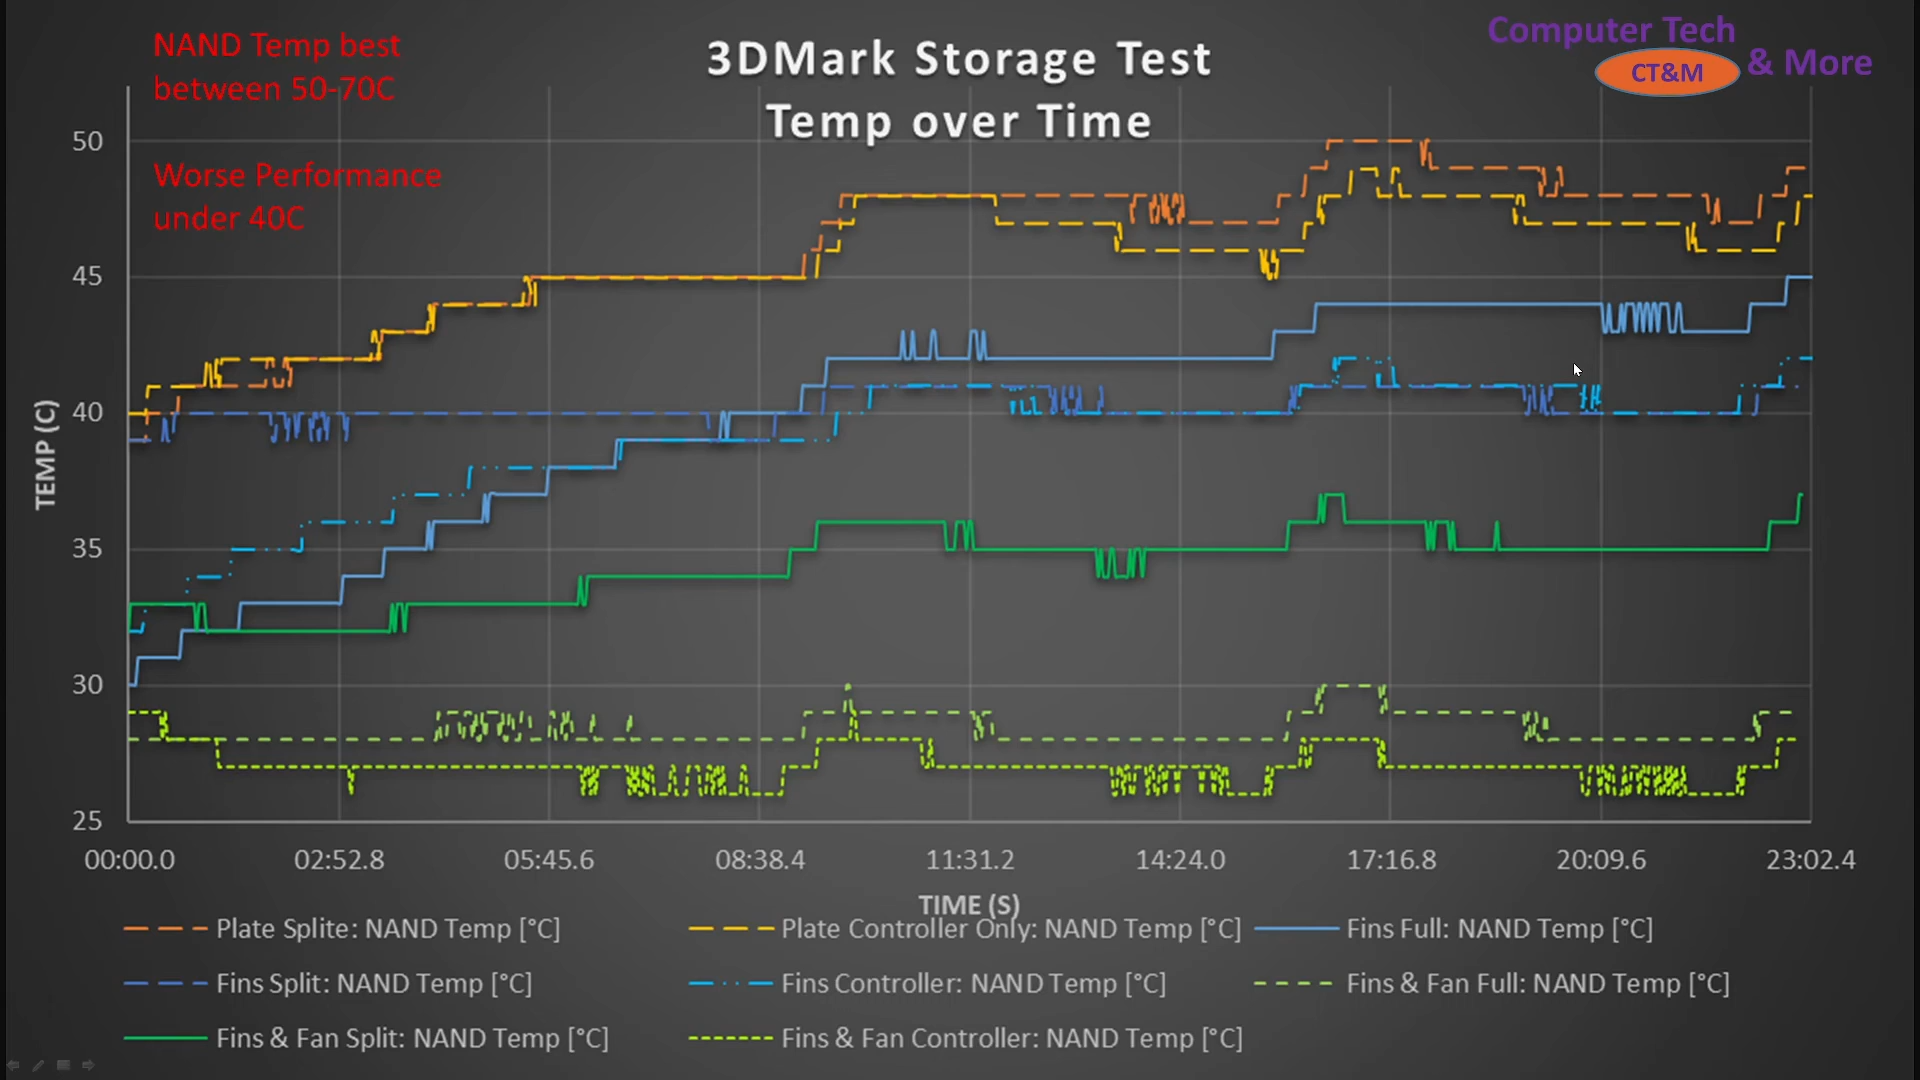 NAND Temp best
between 50-70C
Worse Performance
under 40C
3DMark Storage Test
Temp over Time
Computer Tech
CT&M
& More
50
45
40
35
30
25
TEMP (C)
00:00.0 02:52.8 05:45.6 08:38.4 11:31.2 14:24.0 17:16.8 20:09.6 23:02.4
TIME (S)
Plate Splite: NAND Temp [°C] Plate Controller Only: NAND Temp [°C] Fins Full: NAND Temp [°C]
Fins Split: NAND Temp [°C] Fins Controller: NAND Temp [°C] Fins & Fan Full: NAND Temp [°C]
Fins & Fan Split: NAND Temp [°C] Fins & Fan Controller: NAND Temp [°C]